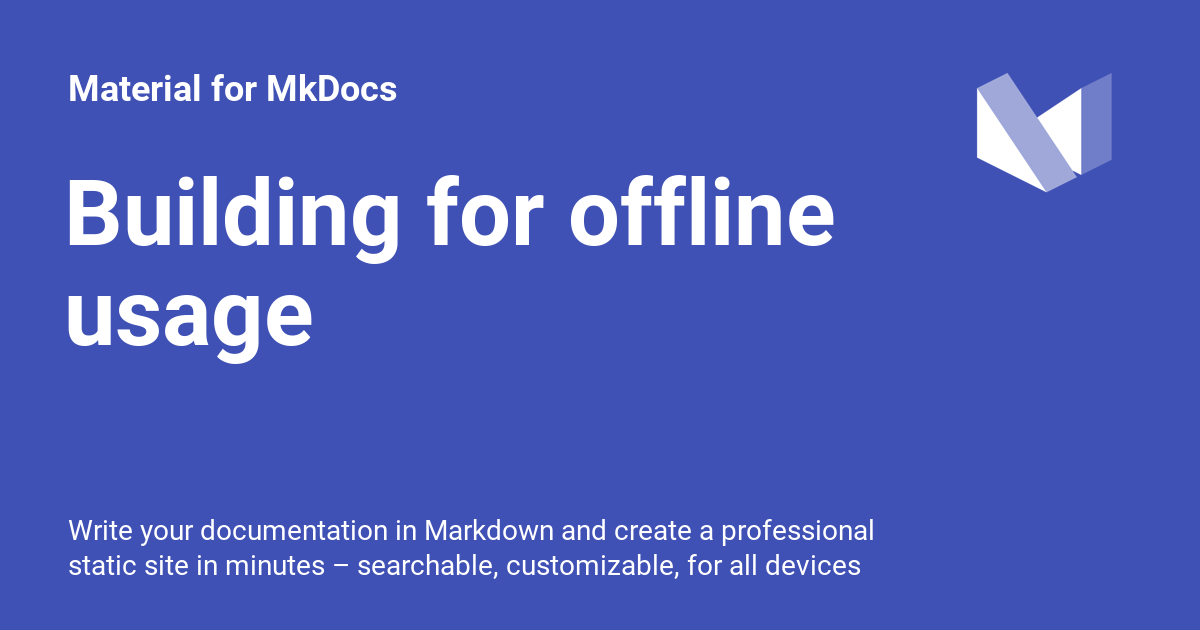 Material for MkDocs
Building for offline
usage
Write your documentation in Markdown and create a professional
static site in minutes – searchable, customizable, for all devices